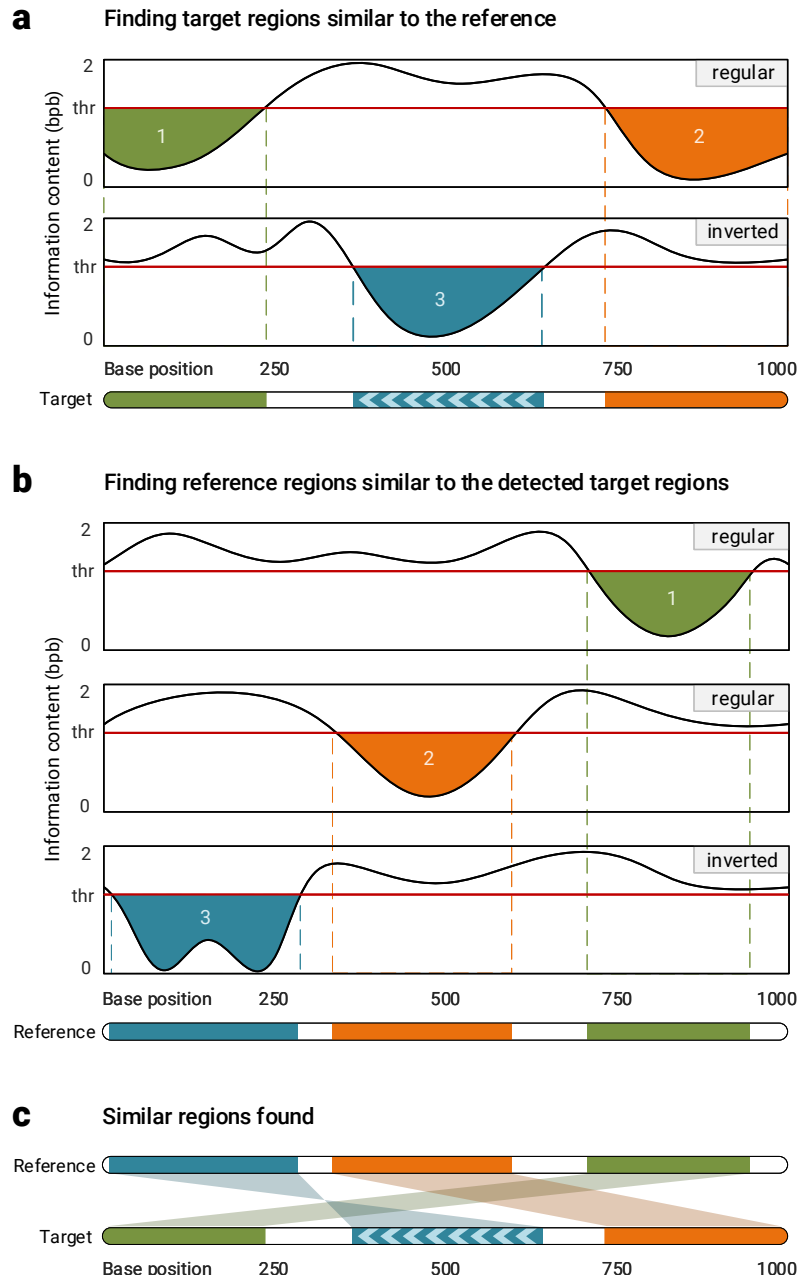 a Finding target regions similar to the reference
Information content (bpb)
2
regular
thr
1
2
0
2
inverted
thr
3
0
Base position 250 500 750 1000
Target
b Finding reference regions similar to the detected target regions
Information content (bpb)
2
regular
thr
1
0
2
regular
thr
2
0
2
inverted
thr
3
0
Base position 250 500 750 1000
Reference
c Similar regions found
Reference
Target
Base position 250 500 750 1000